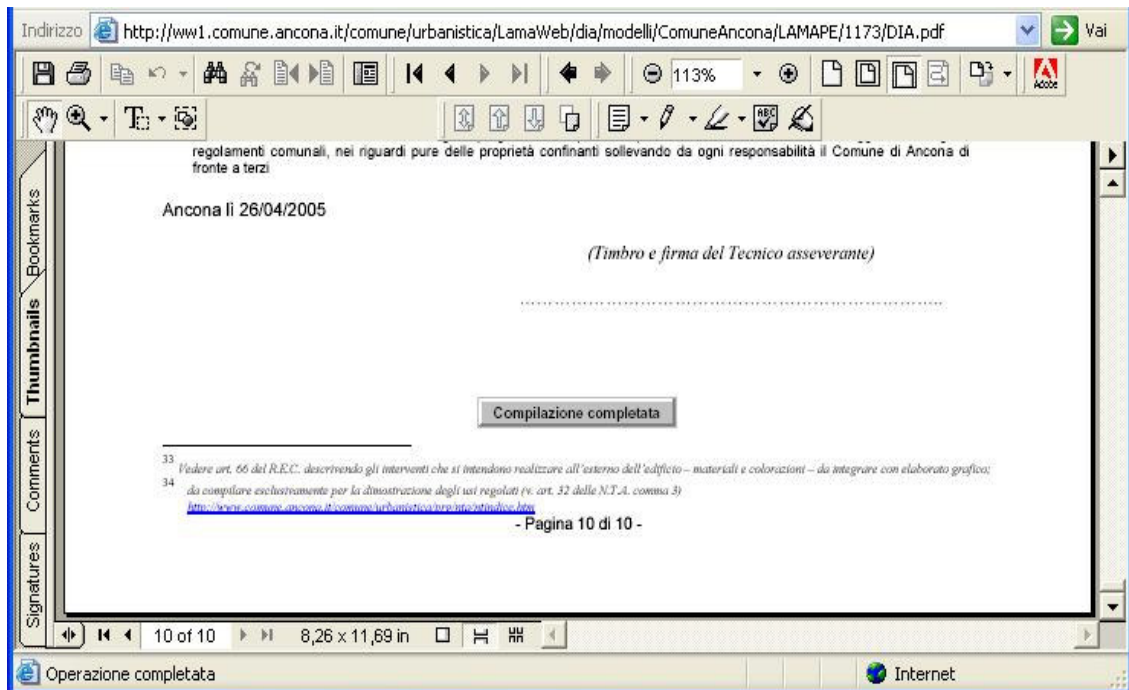 Indirizzo http://ww1.comune.ancona.it/comune/urbanistica/LamaWeb/dia/modelli/ComuneAncona/LAMAPE/1173/DIA.pdf Vai
113%
Adobe
T
ABC
Bookmarks
Thumbnails
Comments
Signatures
regolamenti comunali, nei riguardi pure delle proprietà confinanti sollevando da ogni responsabilità il Comune di Ancona di
fronte a terzi
Ancona lì 26/04/2005
(Timbro e firma del Tecnico asseverante)
Compilazione completata
33 Vedere art. 66 del R.E.C. descrivendo gli interventi che si intendono realizzare all'esterno dell'edificio – materiali e colorazioni – da integrare con elaborato grafico;
34 da compilare esclusivamente per la dimostrazione degli usi regolati (v. art. 32 delle N.T.A. comma 3)
http://www.comune.ancona.it/comune/urbanistica/prg/nta/ntindice.htm
- Pagina 10 di 10 -
10 of 10 8,26 x 11,69 in
Operazione completata Internet